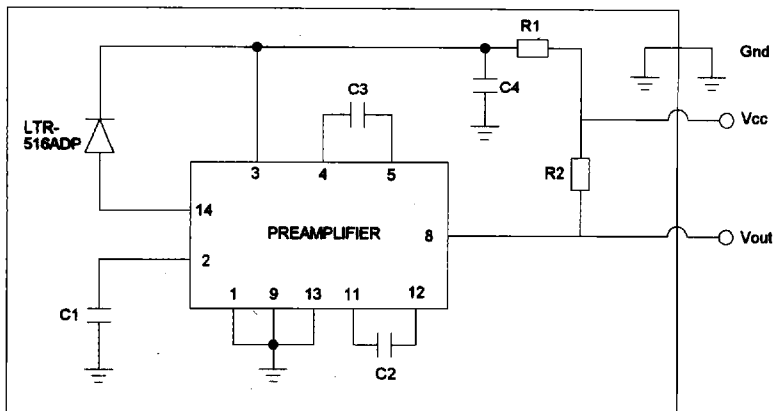 R1
Gnd
C3
C4
Vcc
LTR-
516ADP
3
4
5
R2
14
PREAMPLIFIER
8
Vout
2
1
9
13
11
12
C1
C2